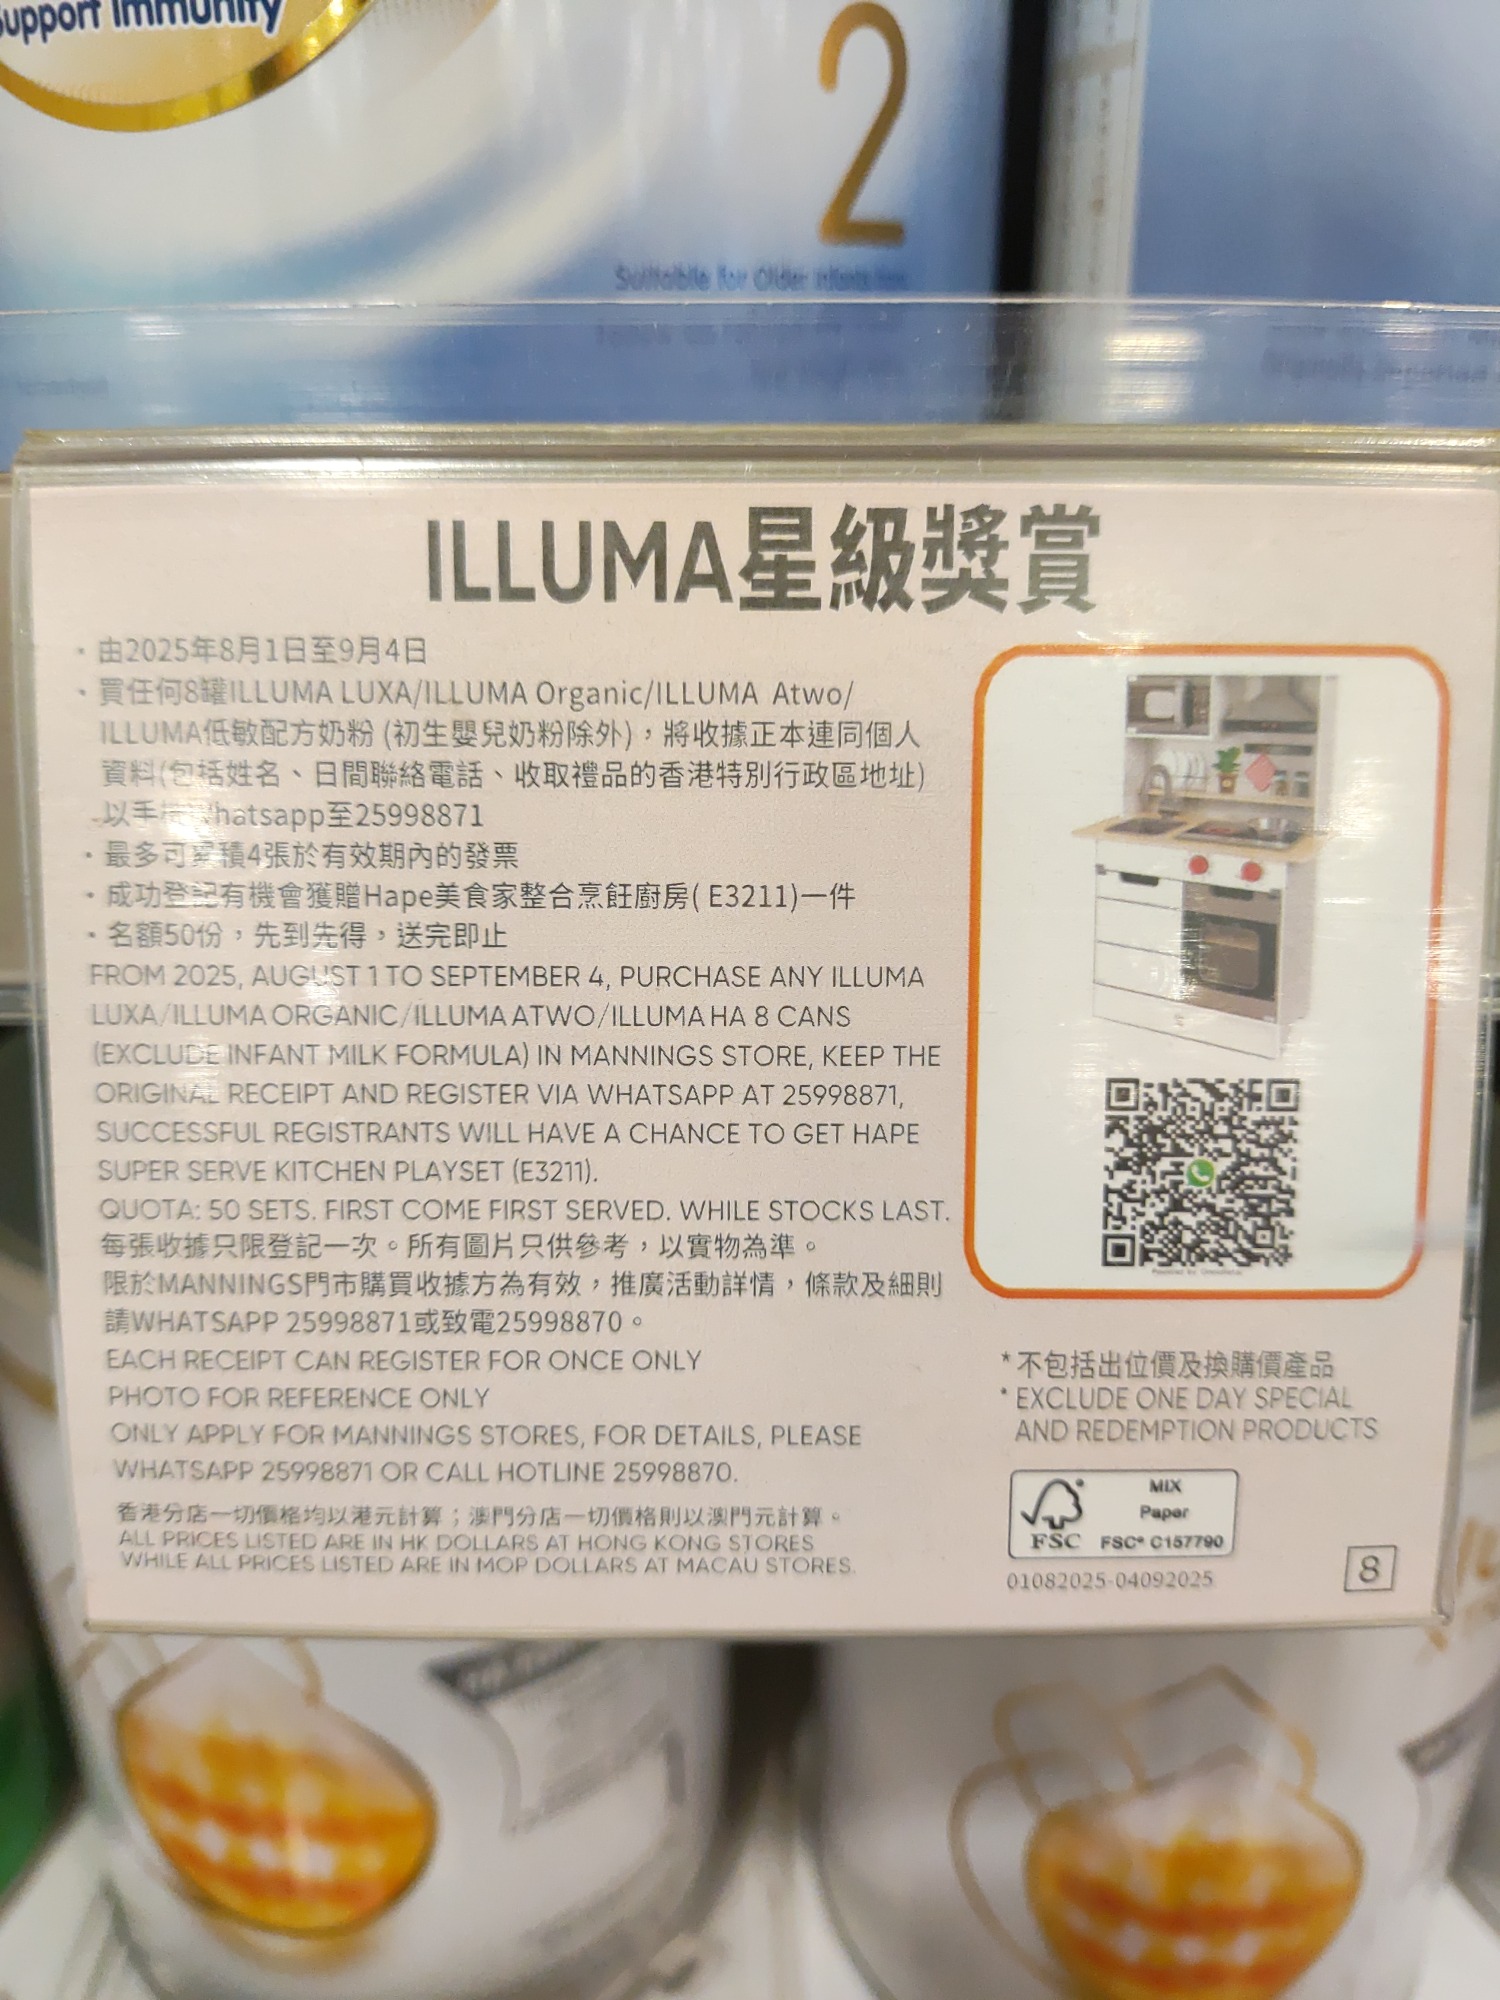 Support Immunity
2
Suitable for Older
ILLUMA星級獎賞
· 由2025年8月1日至9月4日
· 買任何8罐ILLUMA LUXA/ILLUMA Organic/ILLUMA Atwo/
ILLUMA低敏配方奶粉 (初生嬰兒奶粉除外)，將收據正本連同個人
資料(包括姓名、日間聯絡電話、收取禮品的香港特別行政區地址)
以手機Whatsapp至25998871
· 最多可累積4張於有效期內的發票
· 成功登記有機會獲贈Hape美食家整合烹飪廚房( E3211)一件
· 名額50份，先到先得，送完即止
FROM 2025, AUGUST 1 TO SEPTEMBER 4, PURCHASE ANY ILLUMA
LUXA/ILLUMA ORGANIC/ILLUMA ATWO/ILLUMA HA 8 CANS
(EXCLUDE INFANT MILK FORMULA) IN MANNINGS STORE, KEEP THE
ORIGINAL RECEIPT AND REGISTER VIA WHATSAPP AT 25998871,
SUCCESSFUL REGISTRANTS WILL HAVE A CHANCE TO GET HAPE
SUPER SERVE KITCHEN PLAYSET (E3211).
QUOTA: 50 SETS. FIRST COME FIRST SERVED. WHILE STOCKS LAST.
每張收據只限登記一次。所有圖片只供參考，以實物為準。
限於MANNINGS門市購買收據方為有效，推廣活動詳情，條款及細則
請WHATSAPP 25998871或致電25998870。
EACH RECEIPT CAN REGISTER FOR ONCE ONLY
PHOTO FOR REFERENCE ONLY
ONLY APPLY FOR MANNINGS STORES, FOR DETAILS, PLEASE
WHATSAPP 25998871 OR CALL HOTLINE 25998870.
香港分店一切價格均以港元計算；澳門分店一切價格則以澳門元計算。
ALL PRICES LISTED ARE IN HK DOLLARS AT HONG KONG STORES
WHILE ALL PRICES LISTED ARE IN MOP DOLLARS AT MACAU STORES.
* 不包括出位價及換購價產品
* EXCLUDE ONE DAY SPECIAL
AND REDEMPTION PRODUCTS
FSC
MIX
Paper
FSC® C157790
01082025-04092025
8